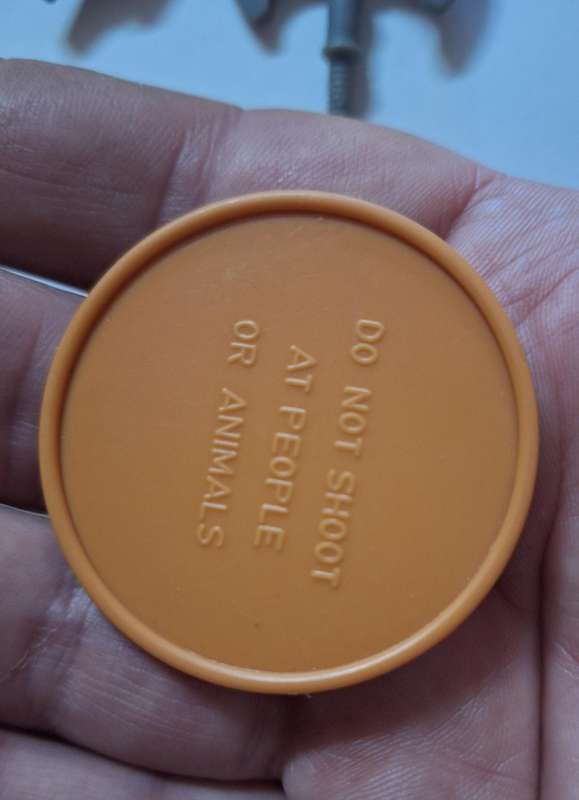 DO NOT SHOOT
AT PEOPLE
OR ANIMALS